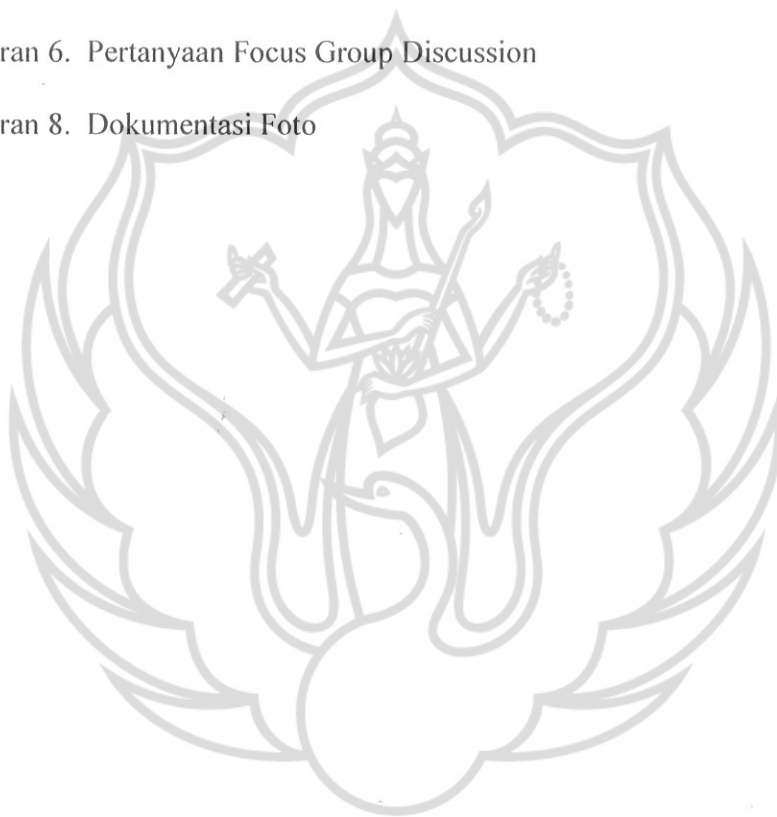 ran 6. Pertanyaan Focus Group Discussion
ran 8. Dokumentasi Foto